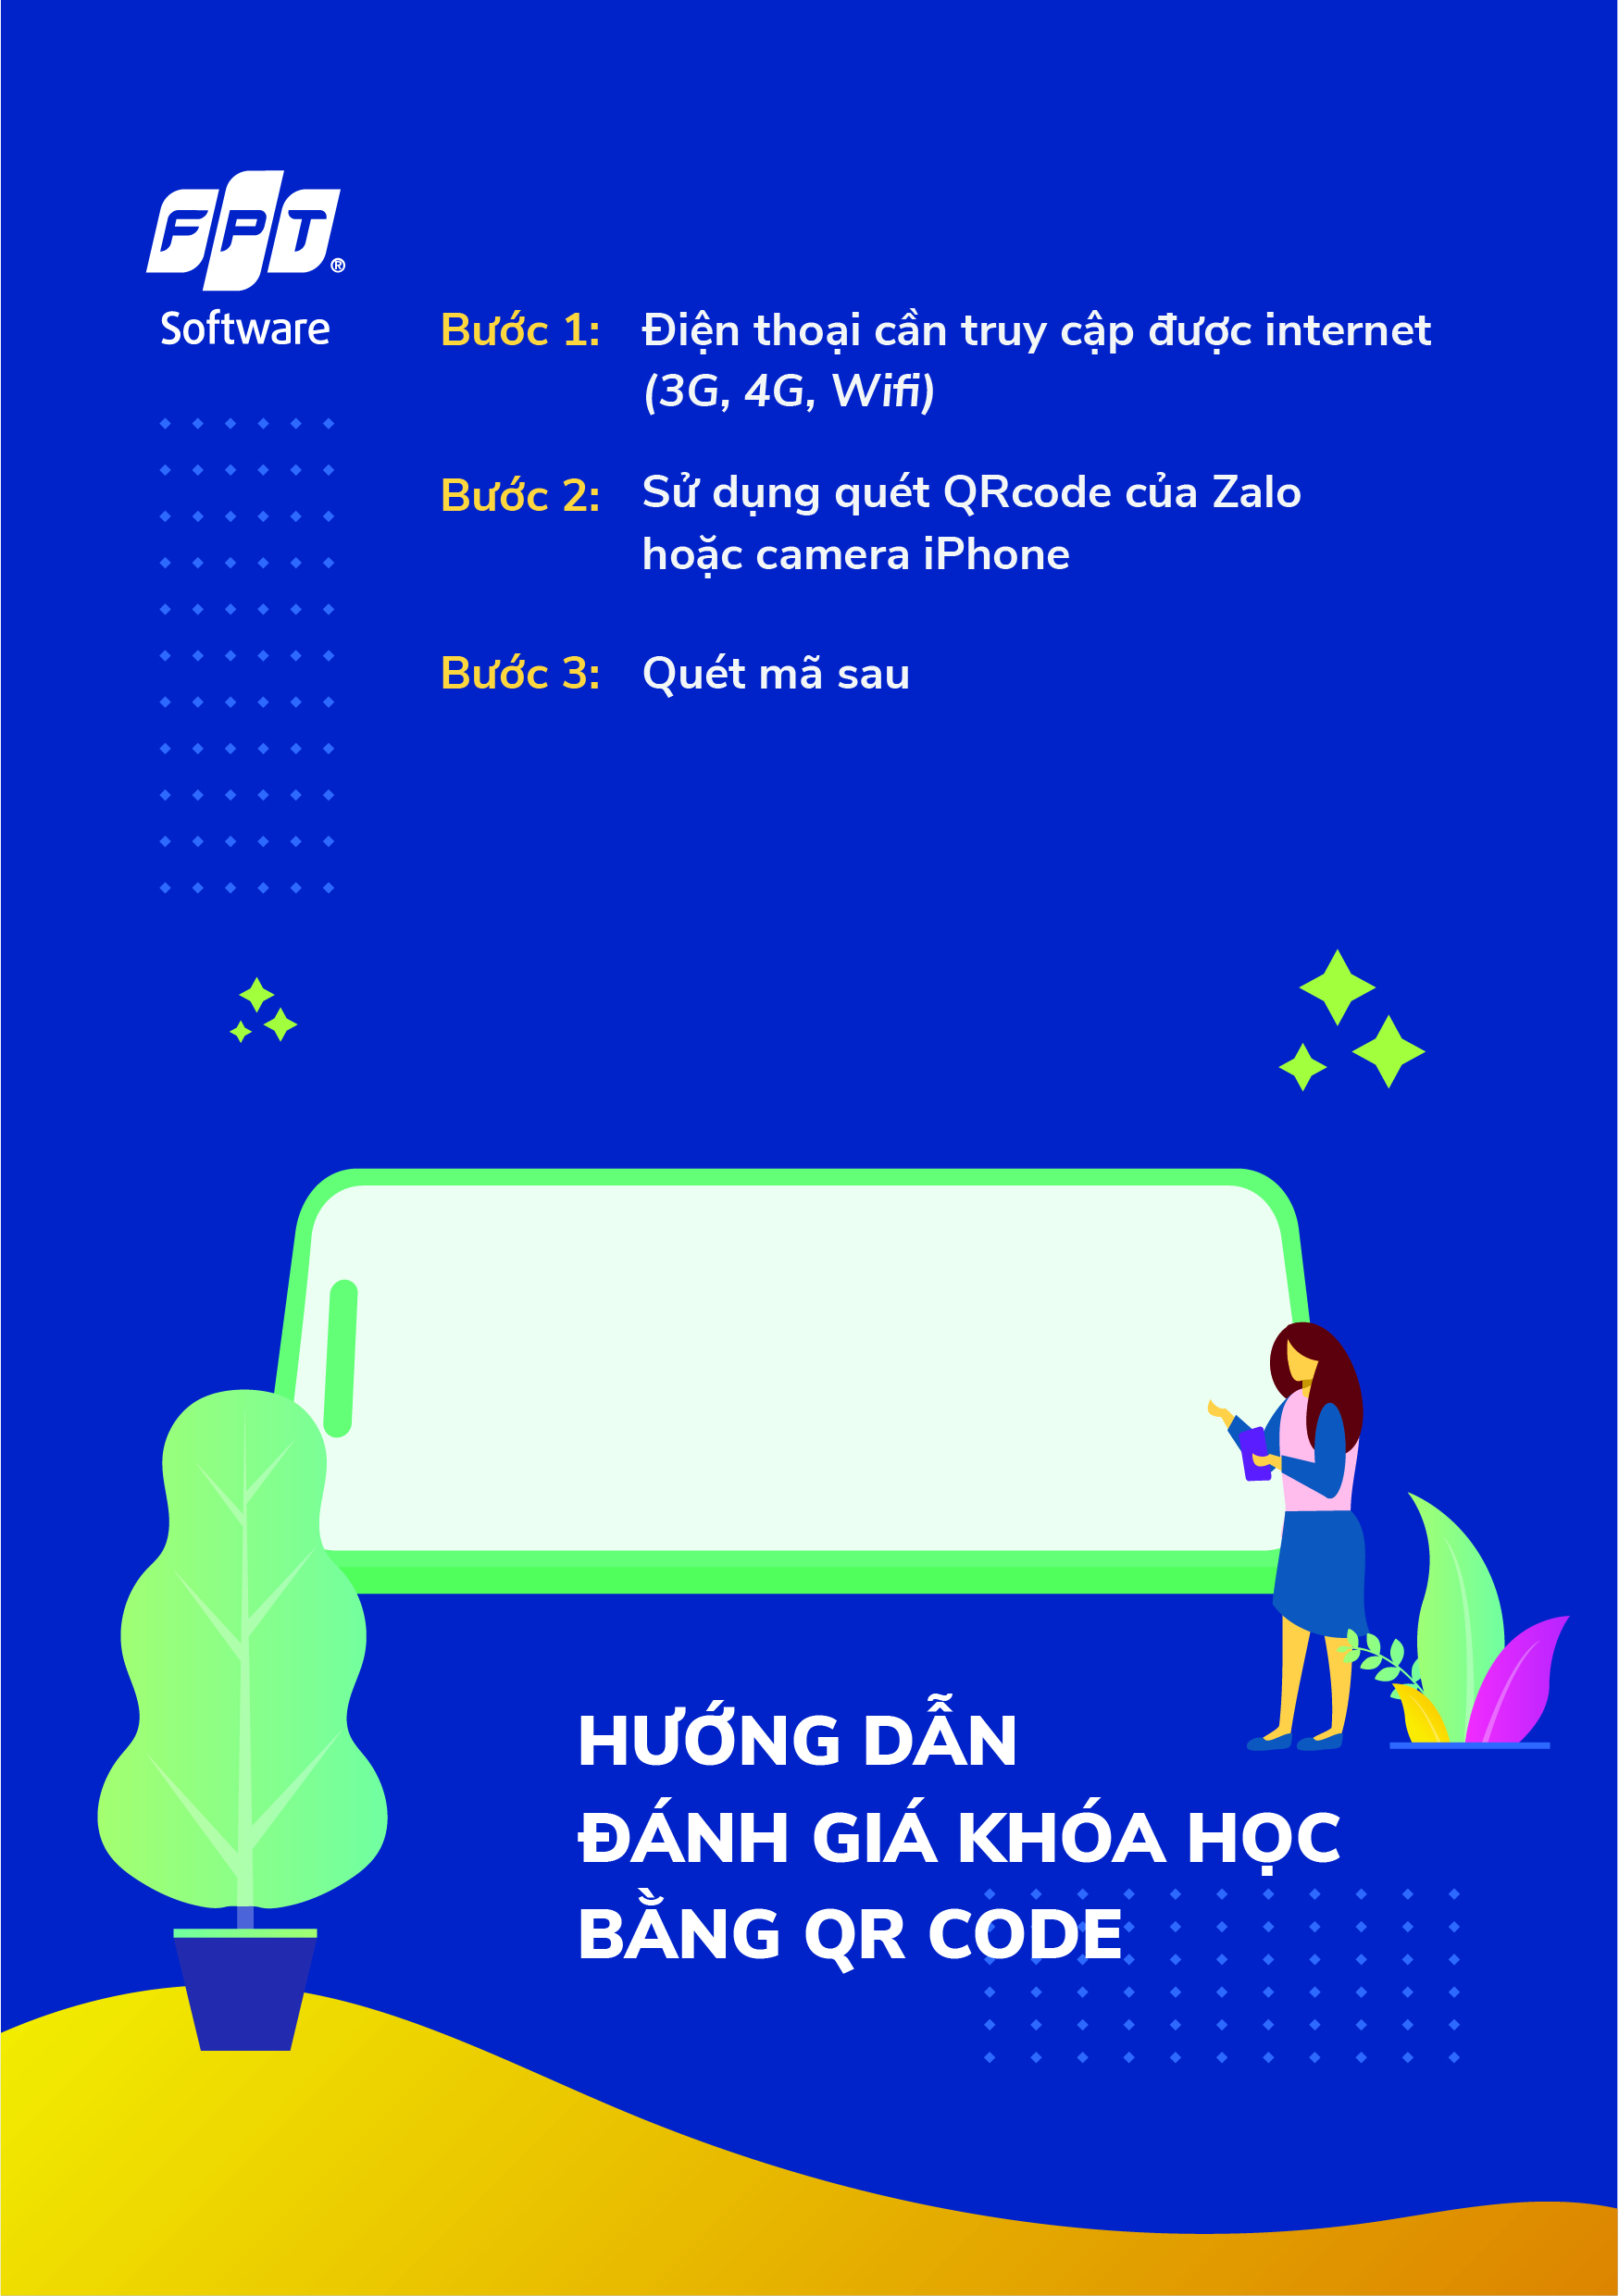 FPT®
Software
Bước 1: Điện thoại cần truy cập được internet
(3G, 4G, Wifi)
Bước 2: Sử dụng quét QRcode của Zalo
hoặc camera iPhone
Bước 3: Quét mã sau
HƯỚNG DẪN
ĐÁNH GIÁ KHÓA HỌC
BẰNG QR CODE